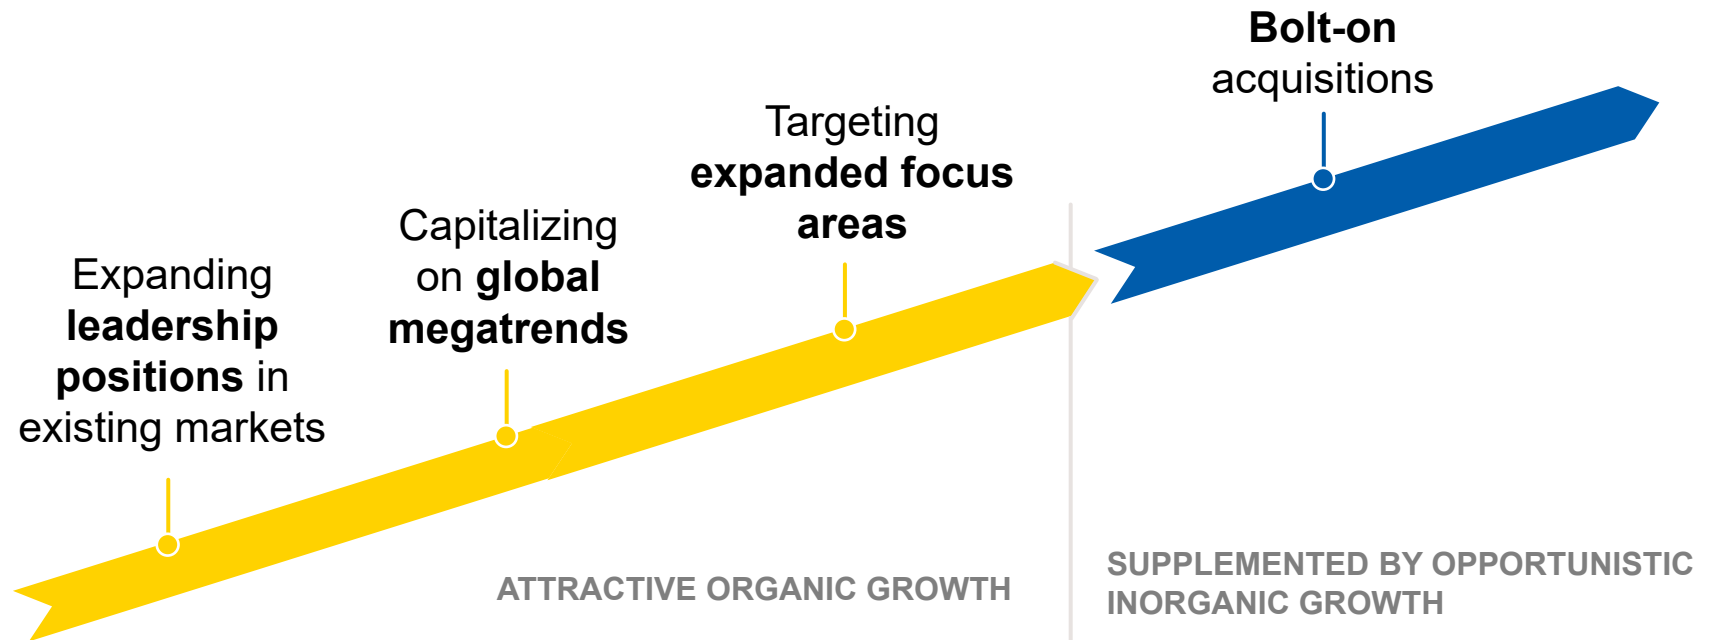 Expanding
leadership
positions in
existing markets
Capitalizing
on global
megatrends
Targeting
expanded focus
areas
Bolt-on
acquisitions
ATTRACTIVE ORGANIC GROWTH
SUPPLEMENTED BY OPPORTUNISTIC
INORGANIC GROWTH